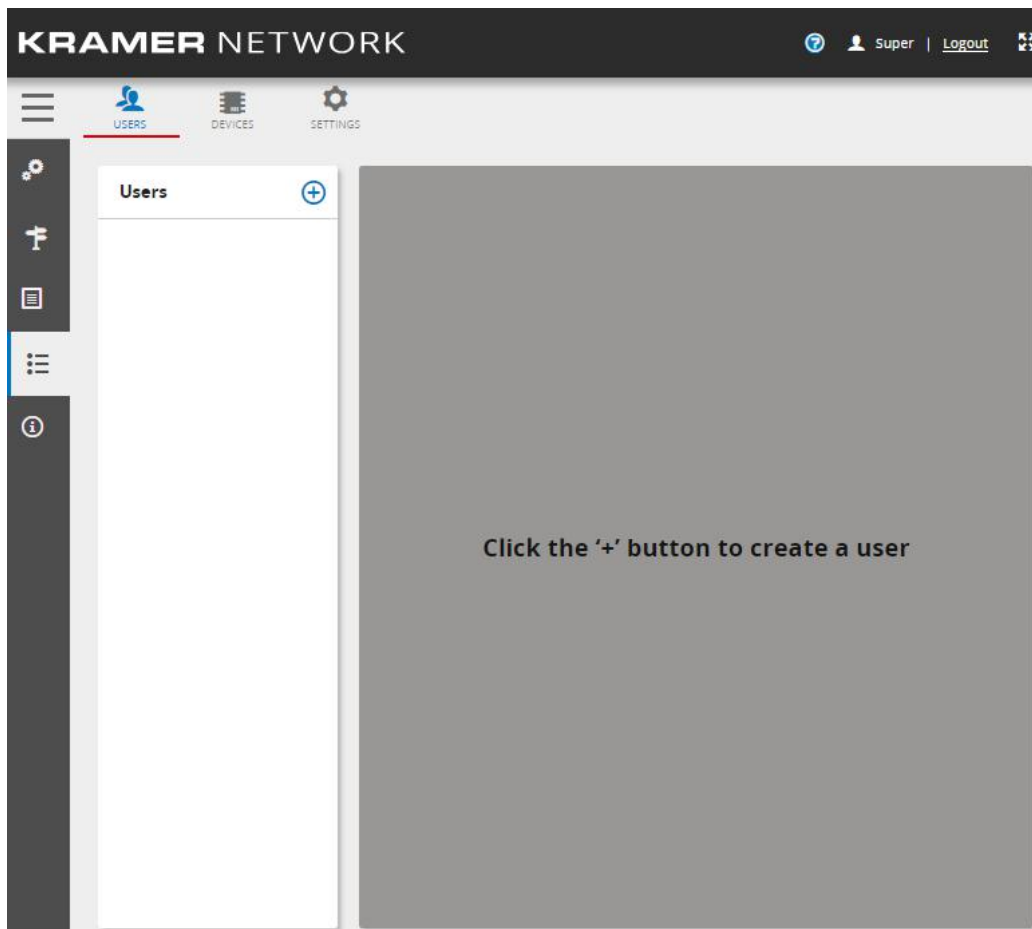 KRAMER NETWORK
Super | Logout
USERS DEVICES SETTINGS
Users
Click the ‘+’ button to create a user